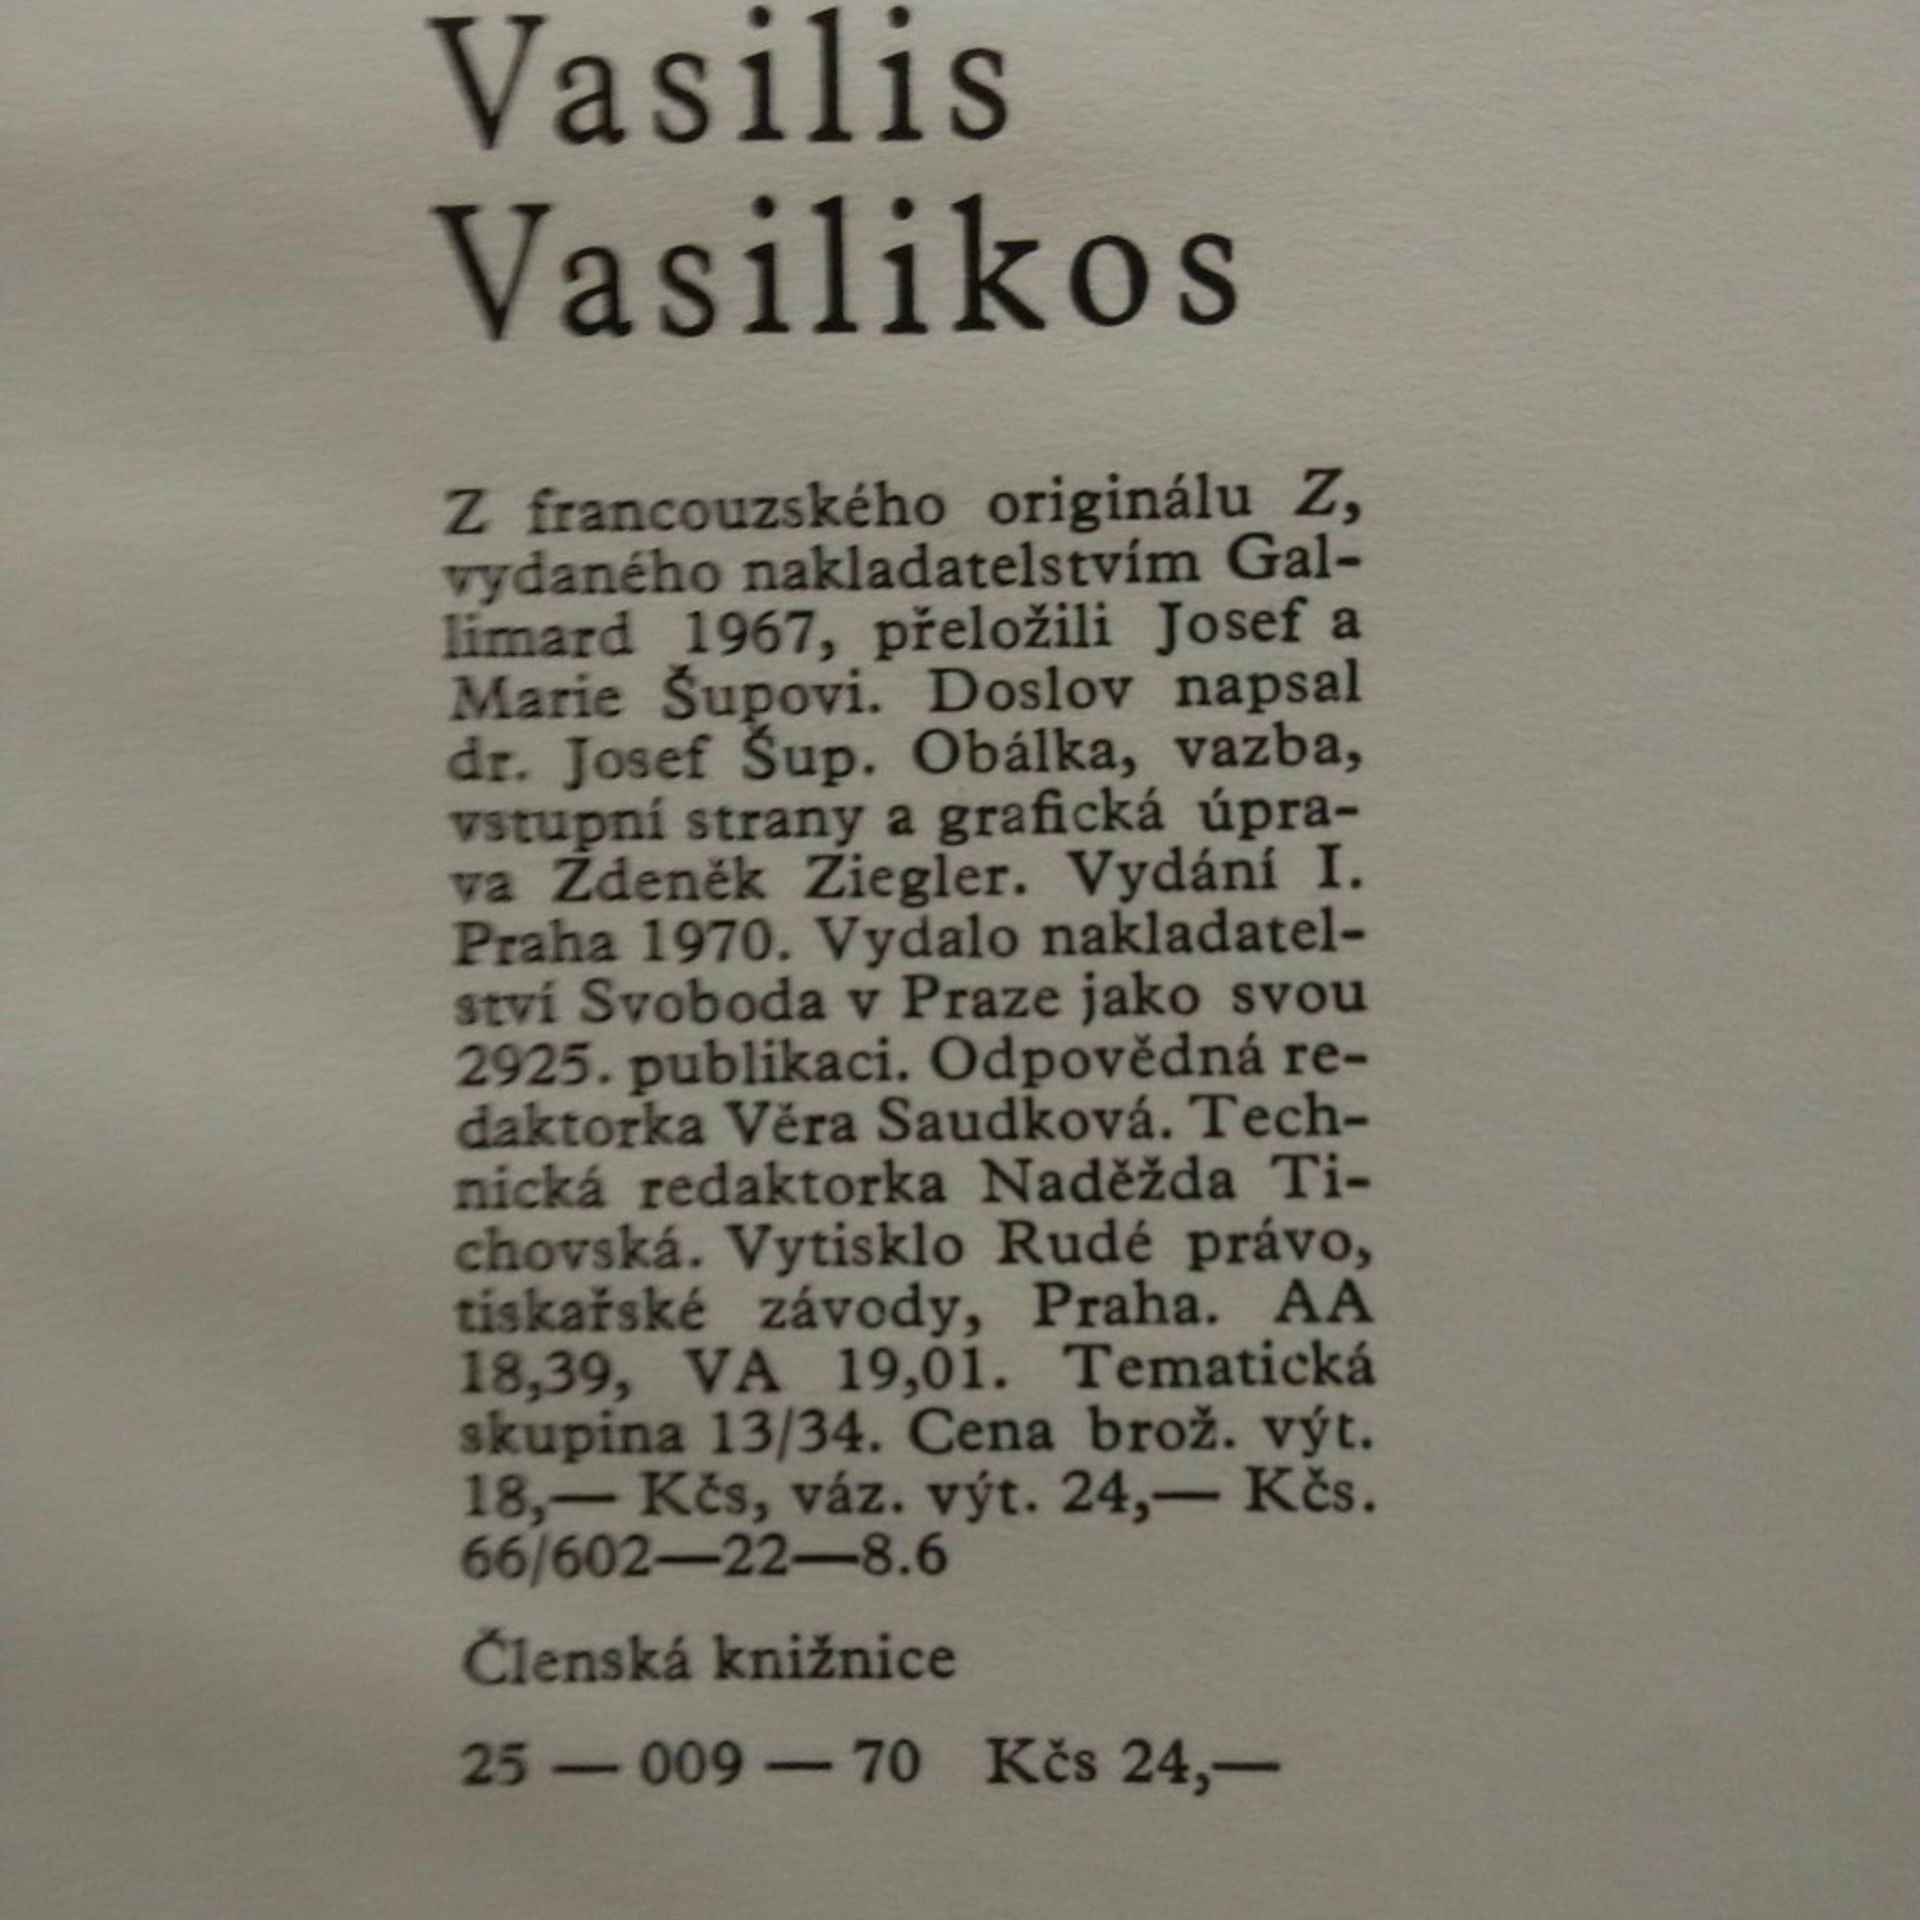 Vasilis
Vasilikos
Z francouzského originálu Z,
vydaného nakladatelstvím Gal-
limard 1967, přeložili Josef a
Marie Šupovi. Doslov napsal
dr. Josef Šup. Obálka, vazba,
vstupní strany a grafická úpra-
va Zdeněk Ziegler. Vydání I.
Praha 1970. Vydalo nakladatel-
ství Svoboda v Praze jako svou
2925. publikaci. Odpovědná re-
daktorka Věra Saudková. Tech-
nická redaktorka Naděžda Ti-
chovská. Vytisklo Rudé právo,
tiskařské závody, Praha. AA
18,39, VA 19,01. Tematická
skupina 13/34. Cena brož. výt.
18,— Kčs, váz. výt. 24,— Kčs.
66/602—22—8.6
Členská knižnice
25 — 009 — 70 Kčs 24,—